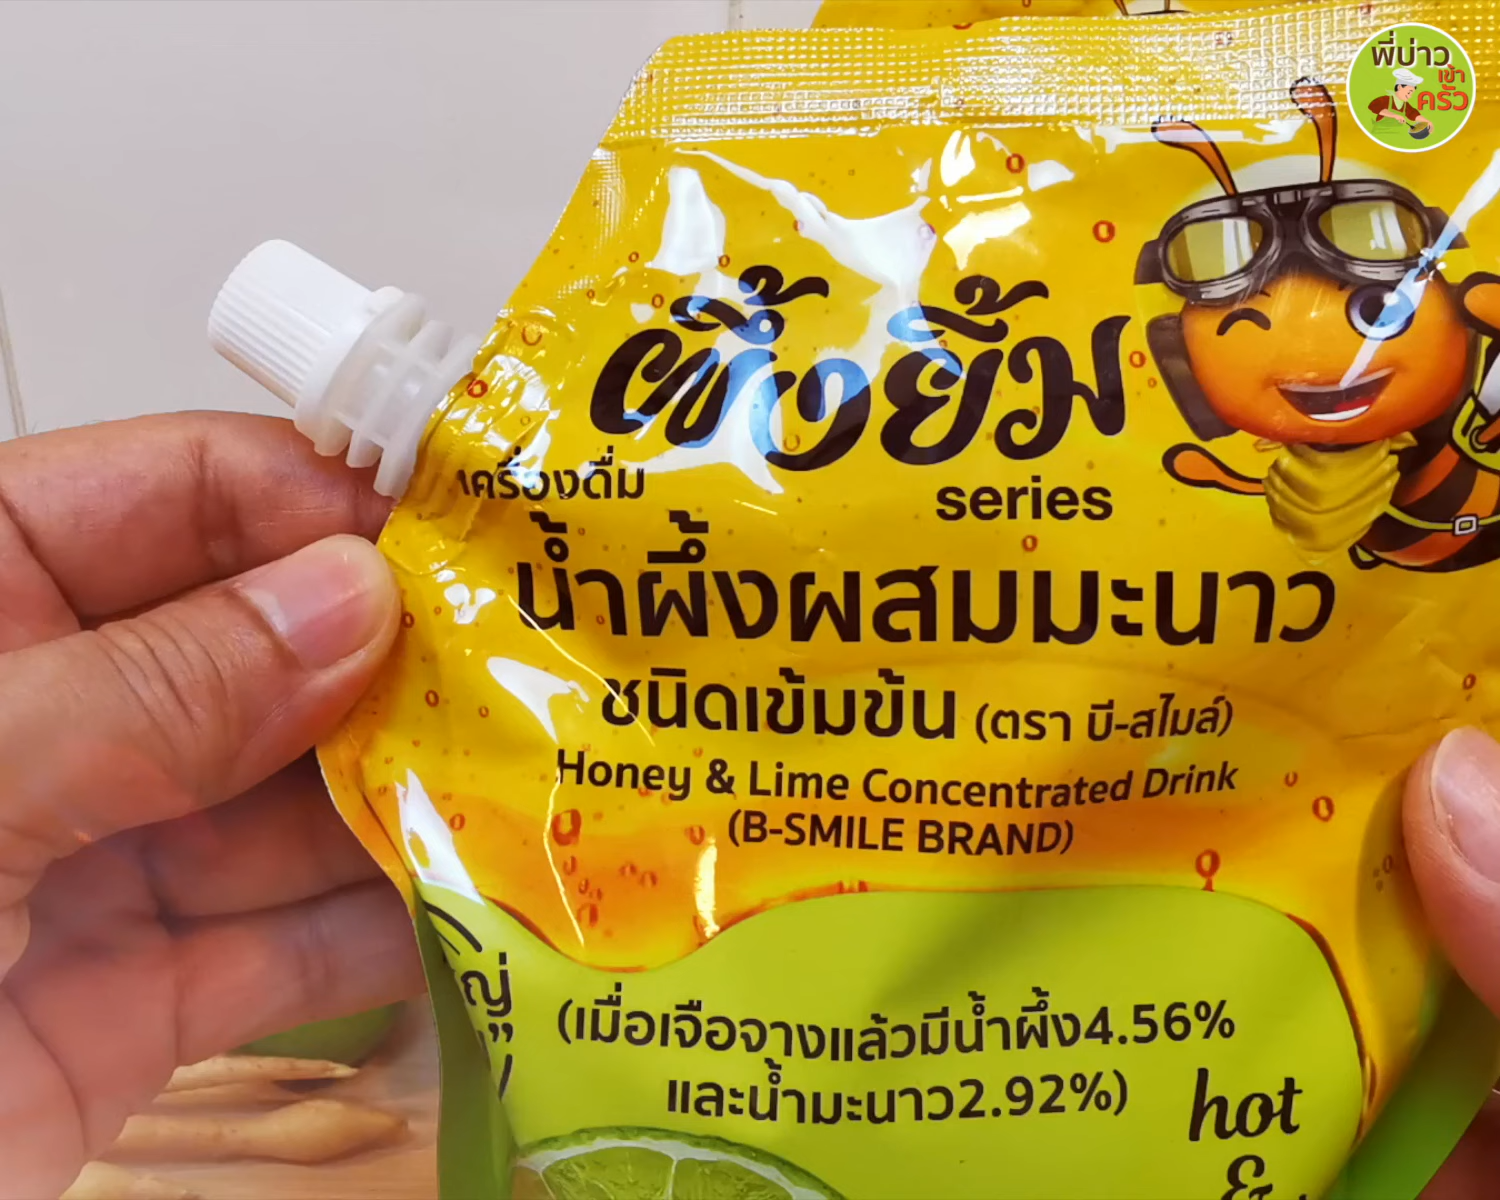 พี่บ่าว
เข้า
ครัว
ผึ้งยิ้ม
เครื่องดื่ม
series
น้ำผึ้งผสมมะนาว
ชนิดเข้มข้น (ตรา บี-สไมล์)
Honey & Lime Concentrated Drink
(B-SMILE BRAND)
(เมื่อเจือจางแล้วมีน้ำผึ้ง4.56%
และน้ำมะนาว2.92%)
hot
&